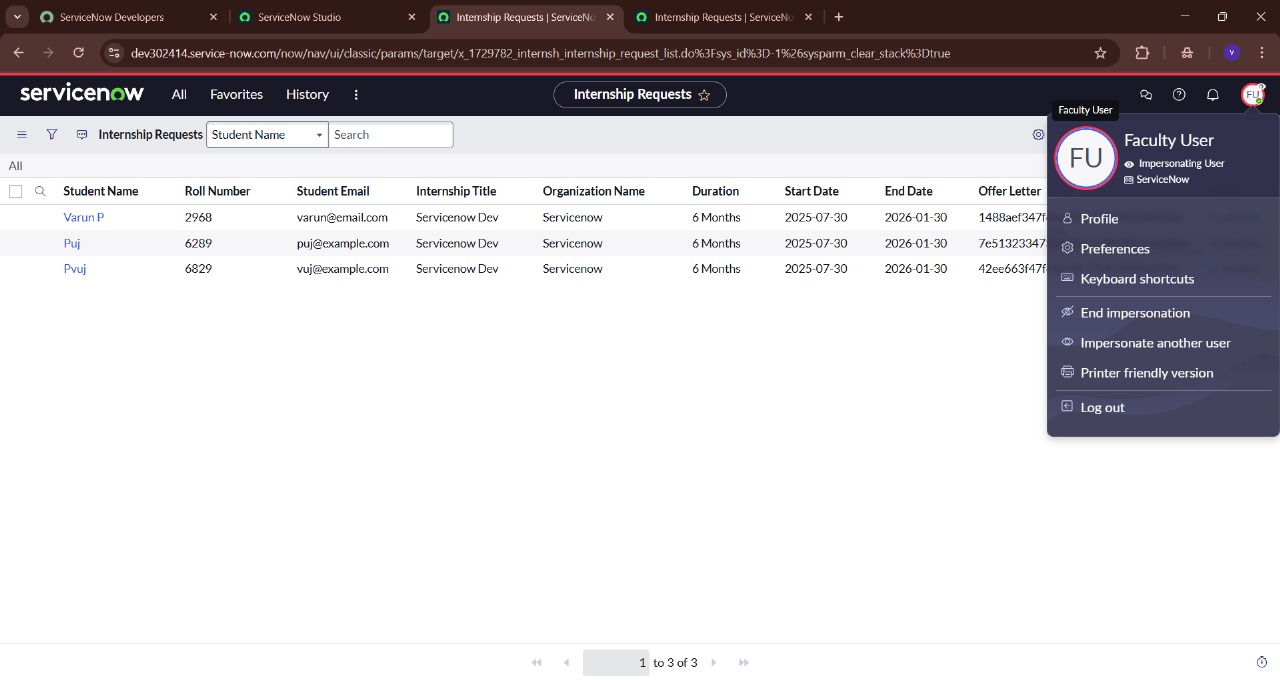 ServiceNow Developers
ServiceNow Studio
Internship Requests | ServiceNo
Internship Requests | ServiceNo
dev302414.service-now.com/now/nav/ui/classic/params/target/x_1729782_internsh_internship_request_list.do%3Fsys_id%3D-1%26sysparm_clear_stack%3Dtrue
V
servicenow All Favorites History Internship Requests FU
Faculty User
Internship Requests Student Name Search
FU
Faculty User
Impersonating User
ServiceNow
All
Student Name Roll Number Student Email Internship Title Organization Name Duration Start Date End Date Offer Letter
Varun P 2968 varun@email.com Servicenow Dev Servicenow 6 Months 2025-07-30 2026-01-30 1488aef347f
Puj 6289 puj@example.com Servicenow Dev Servicenow 6 Months 2025-07-30 2026-01-30 7e51323347
Pvuj 6829 vuj@example.com Servicenow Dev Servicenow 6 Months 2025-07-30 2026-01-30 42ee663f47f
Profile
Preferences
Keyboard shortcuts
End impersonation
Impersonate another user
Printer friendly version
Log out
1 to 3 of 3